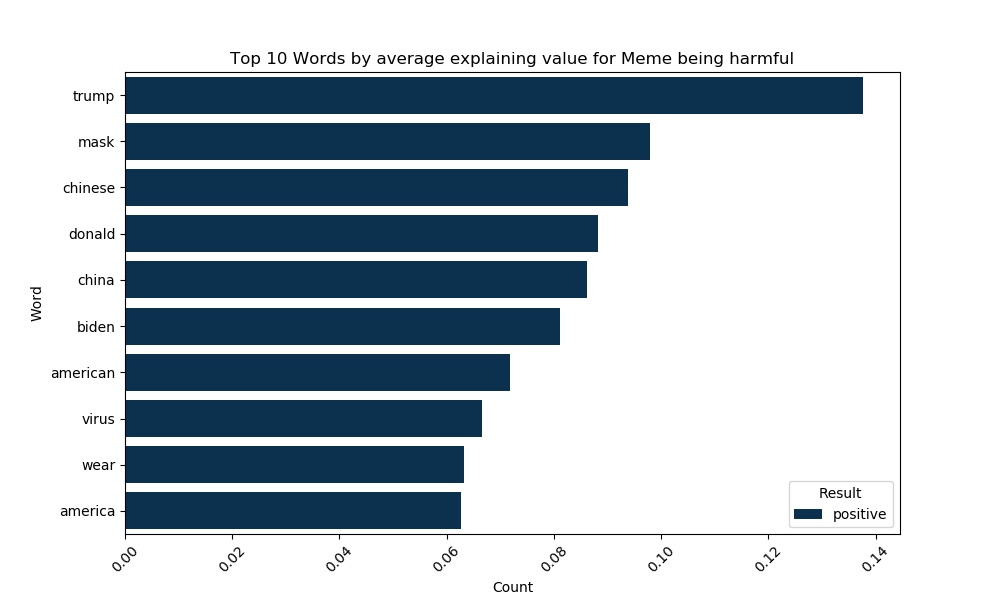 Top 10 Words by average explaining value for Meme being harmful
Word
trump
mask
chinese
donald
china
biden
american
virus
wear
america
Result
positive
0.00
0.02
0.04
0.06
0.08
0.10
0.12
0.14
Count